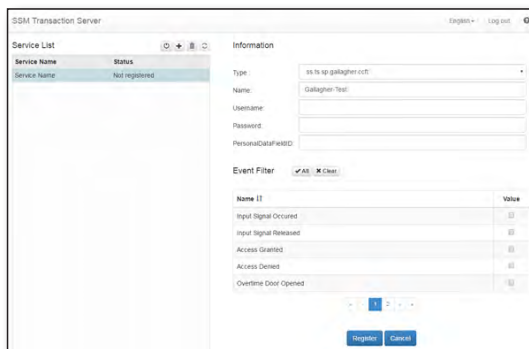 SSM Transaction Server
English
Log out
Service List
Service Name Status
Service Name Not registered
Information
Type:
Name: Gallagher-Test
Username:
Password:
PersonalDataFieldID:
Event Filter
All
Clear
Name Value
Input Signal Occured
Input Signal Released
Access Granted
Access Denied
Overtime Door Opened
« ‹ 1 2 › »
Register Cancel